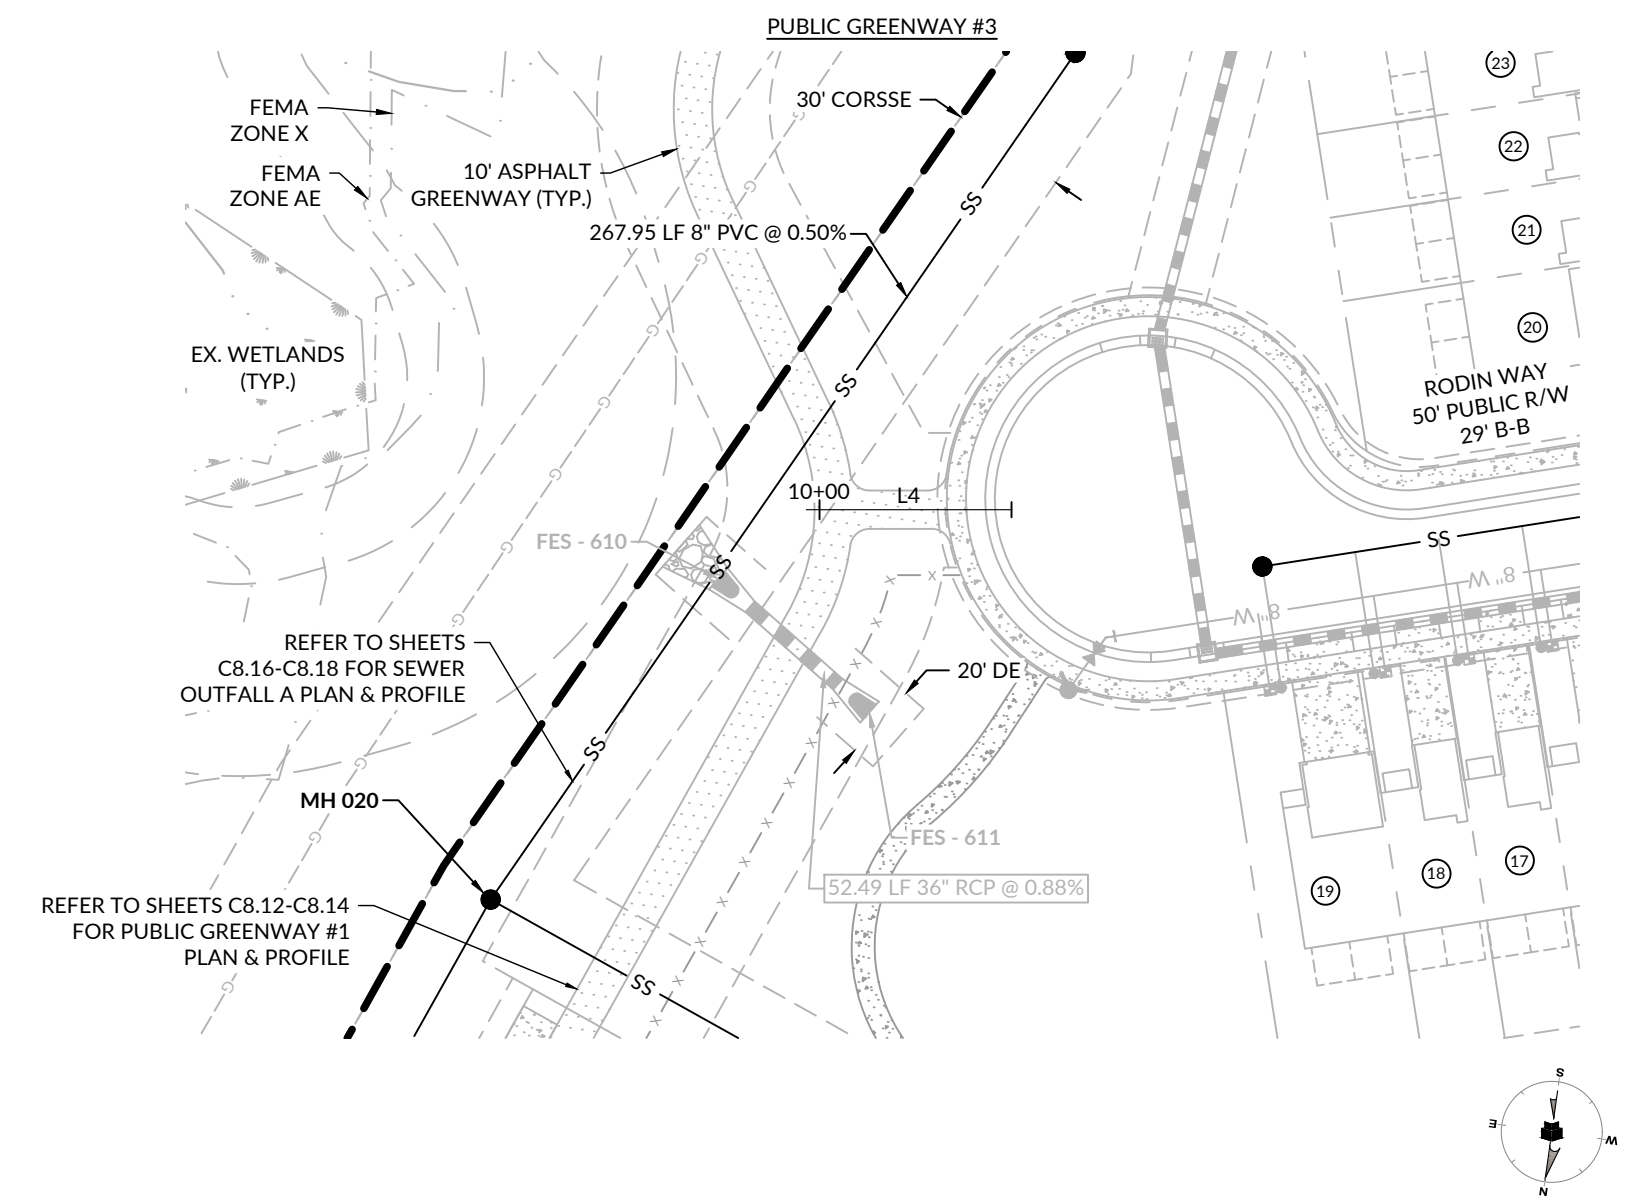 PUBLIC GREENWAY #3
FEMA
ZONE X
FEMA
ZONE AE
10' ASPHALT
GREENWAY (TYP.)
30' CORSSE
267.95 LF 8" PVC @ 0.50%
SS
SS
SS
SS
G
G
G
G
G
G
G
G
G
G
G
23
22
21
20
RODIN WAY
50' PUBLIC R/W
29' B-B
EX. WETLANDS
(TYP.)
10+00
L4
FES - 610
SS
8" W
8" W
x
x
x
x
x
x
x
x
x
REFER TO SHEETS
C8.16-C8.18 FOR SEWER
OUTFALL A PLAN & PROFILE
20' DE
MH 020
FES - 611
52.49 LF 36" RCP @ 0.88%
19
18
17
REFER TO SHEETS C8.12-C8.14
FOR PUBLIC GREENWAY #1
PLAN & PROFILE
SS
S
E
W
N